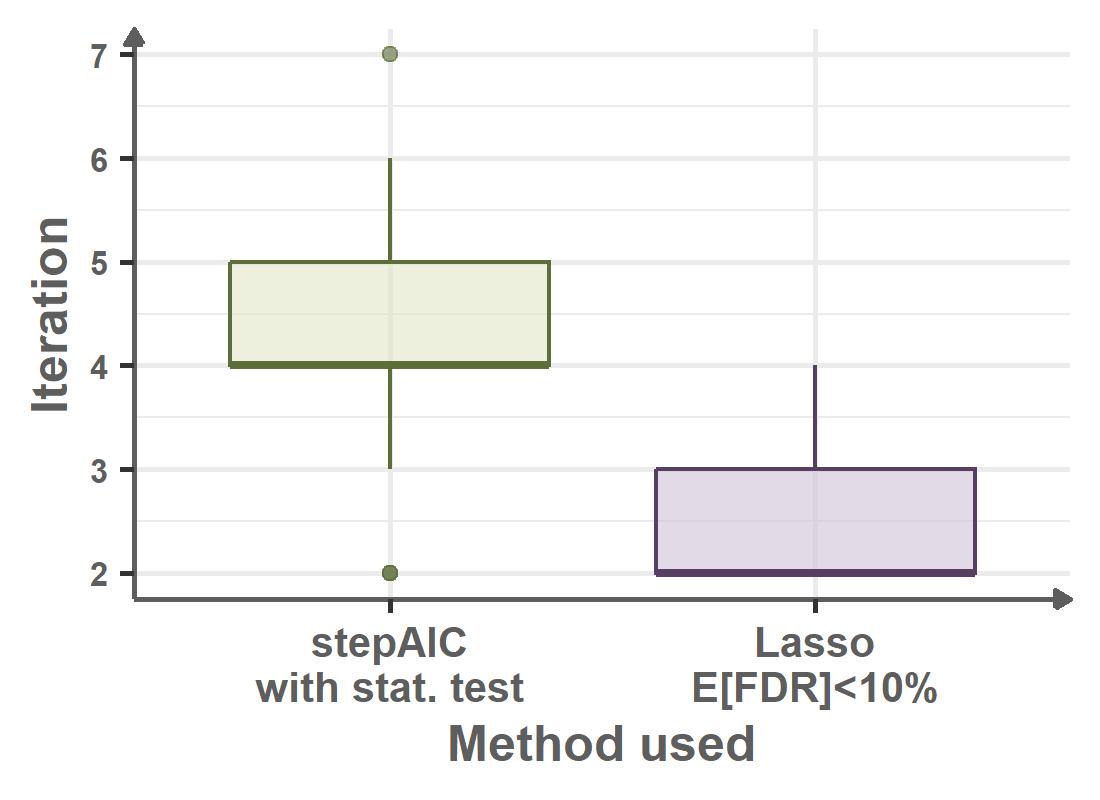 7
6
5
4
3
2
Iteration
stepAIC
with stat. test
Lasso
E[FDR]<10%
Method used